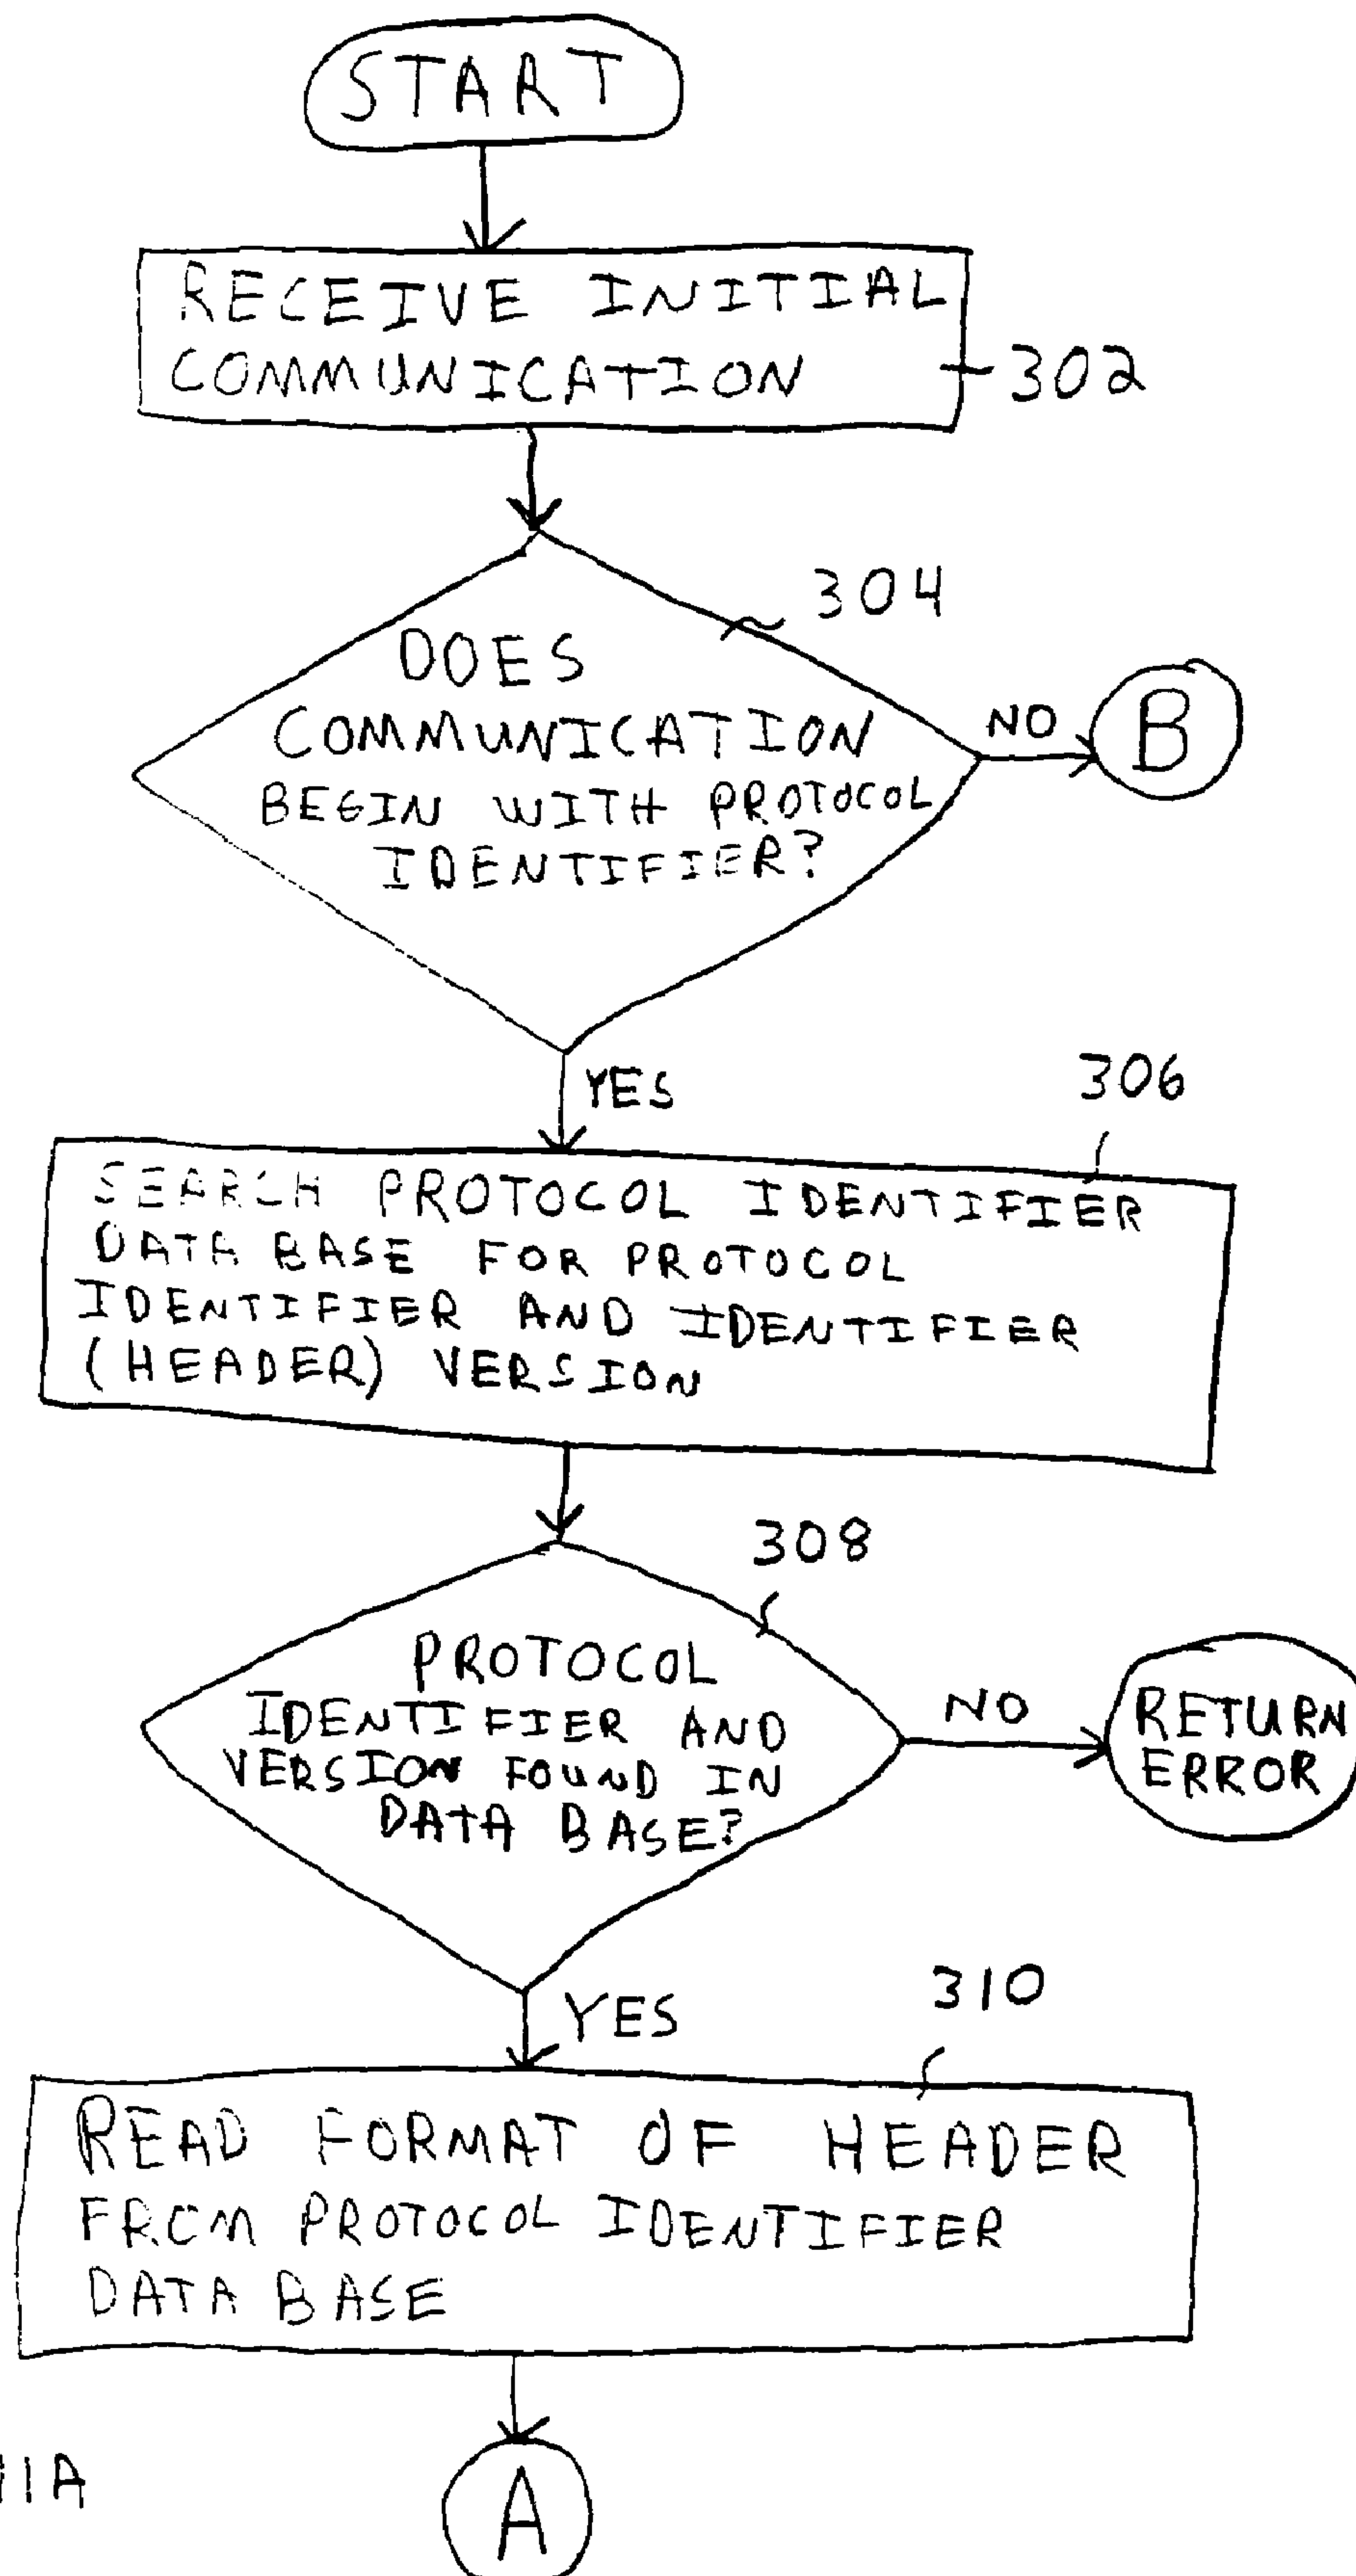 START
RECEIVE INITIAL
COMMUNICATION
302
304
DOES
COMMUNICATION
BEGIN WITH PROTOCOL
IDENTIFIER?
NO
B
YES
306
SEARCH PROTOCOL IDENTIFIER
DATA BASE FOR PROTOCOL
IDENTIFIER AND IDENTIFIER
(HEADER) VERSION
308
PROTOCOL
IDENTIFIER AND
VERSION FOUND IN
DATA BASE?
NO
RETURN
ERROR
YES
310
READ FORMAT OF HEADER
FROM PROTOCOL IDENTIFIER
DATA BASE
A